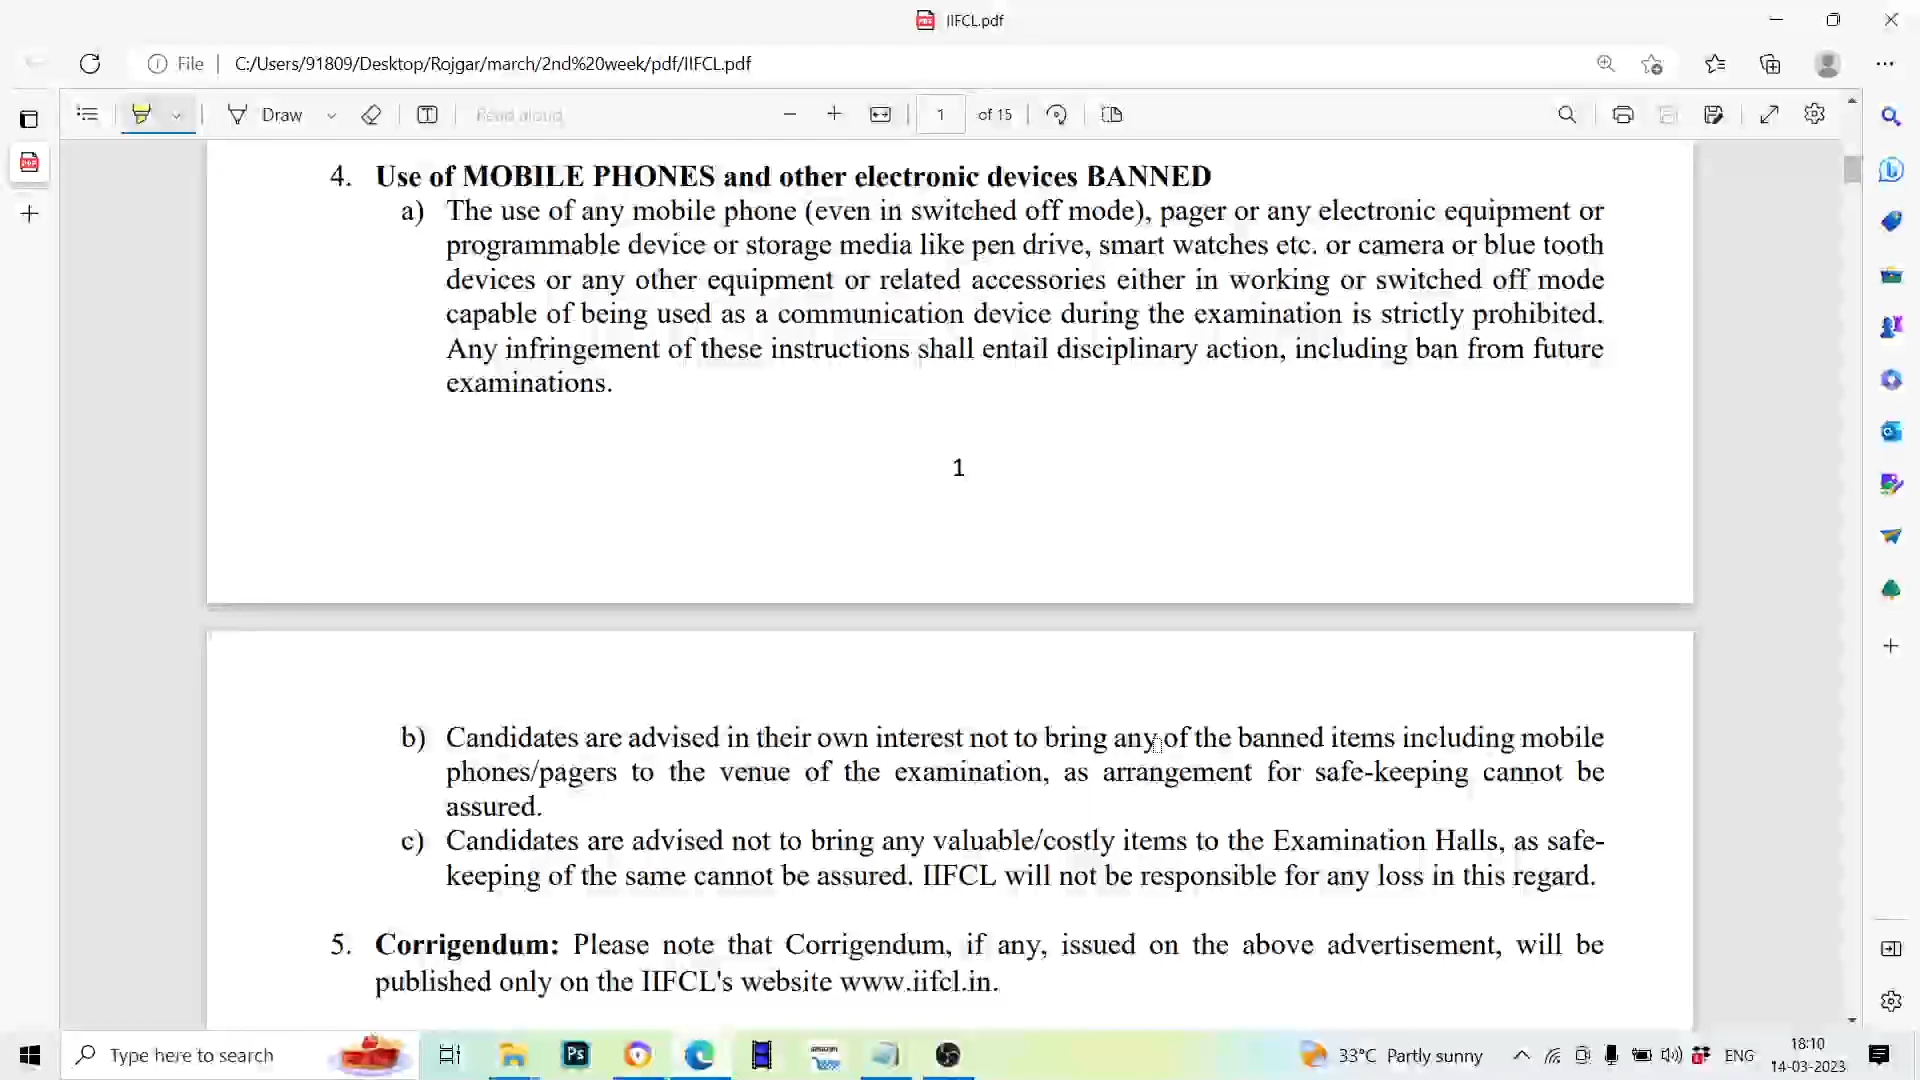 IIFCL.pdf
File
C:/Users/91809/Desktop/Rojgar/march/2nd%20week/pdf/IIFCL.pdf
Draw
Read aloud
1
of 15
4. Use of MOBILE PHONES and other electronic devices BANNED
a) The use of any mobile phone (even in switched off mode), pager or any electronic equipment or
programmable device or storage media like pen drive, smart watches etc. or camera or blue tooth
devices or any other equipment or related accessories either in working or switched off mode
capable of being used as a communication device during the examination is strictly prohibited.
Any infringement of these instructions shall entail disciplinary action, including ban from future
examinations.
1
b) Candidates are advised in their own interest not to bring any of the banned items including mobile
phones/pagers to the venue of the examination, as arrangement for safe-keeping cannot be
assured.
c) Candidates are advised not to bring any valuable/costly items to the Examination Halls, as safe-
keeping of the same cannot be assured. IIFCL will not be responsible for any loss in this regard.
5. Corrigendum: Please note that Corrigendum, if any, issued on the above advertisement, will be
published only on the IIFCL's website www.iifcl.in.
Type here to search
Ps
33°C Partly sunny
ENG
18:10
14-03-2023